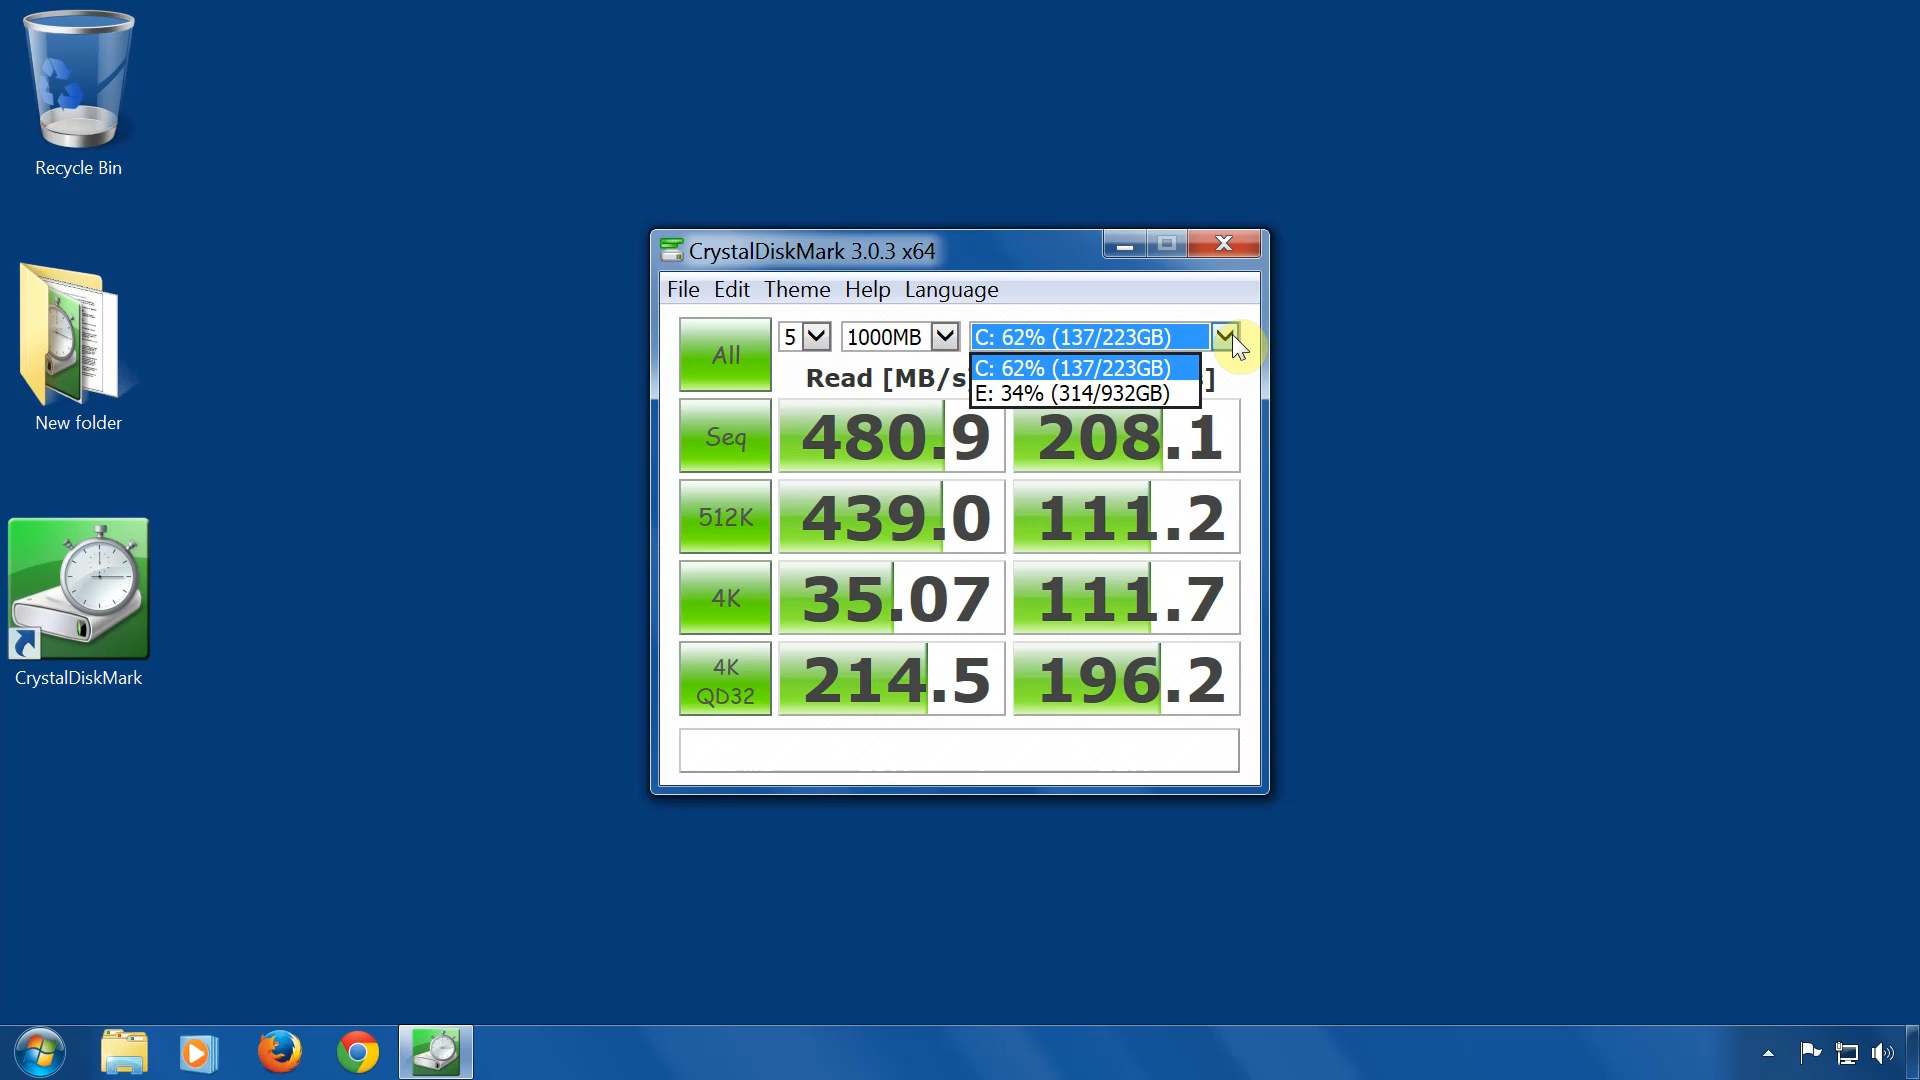 Recycle Bin
New folder
CrystalDiskMark
CrystalDiskMark 3.0.3 x64
File Edit Theme Help Language
All
5 1000MB C: 62% (137/223GB)
C: 62% (137/223GB)
E: 34% (314/932GB)
Read [MB/s ]
Seq 480.9 208.1
512K 439.0 111.2
4K 35.07 111.7
4K QD32 214.5 196.2